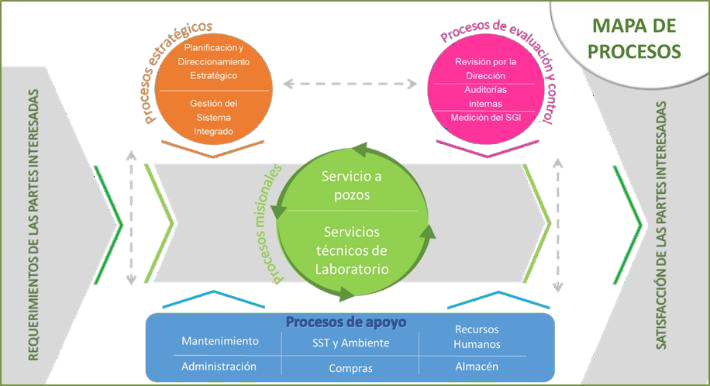 MAPA DE
PROCESOS
Procesos estratégicos
Planificación y
Direccionamiento
Estratégico
Gestión del
Sistema
Integrado
Procesos de evaluación y control
Revisión por la
Dirección
Auditorías
internas
Medición del SGI
REQUERIMIENTOS DE LAS PARTES INTERESADAS
Procesos misionales
Servicio a
pozos
Servicios
técnicos de
Laboratorio
SATISFACCIÓN DE LAS PARTES INTERESADAS
Procesos de apoyo
Mantenimiento
SST y Ambiente
Recursos
Humanos
Administración
Compras
Almacén